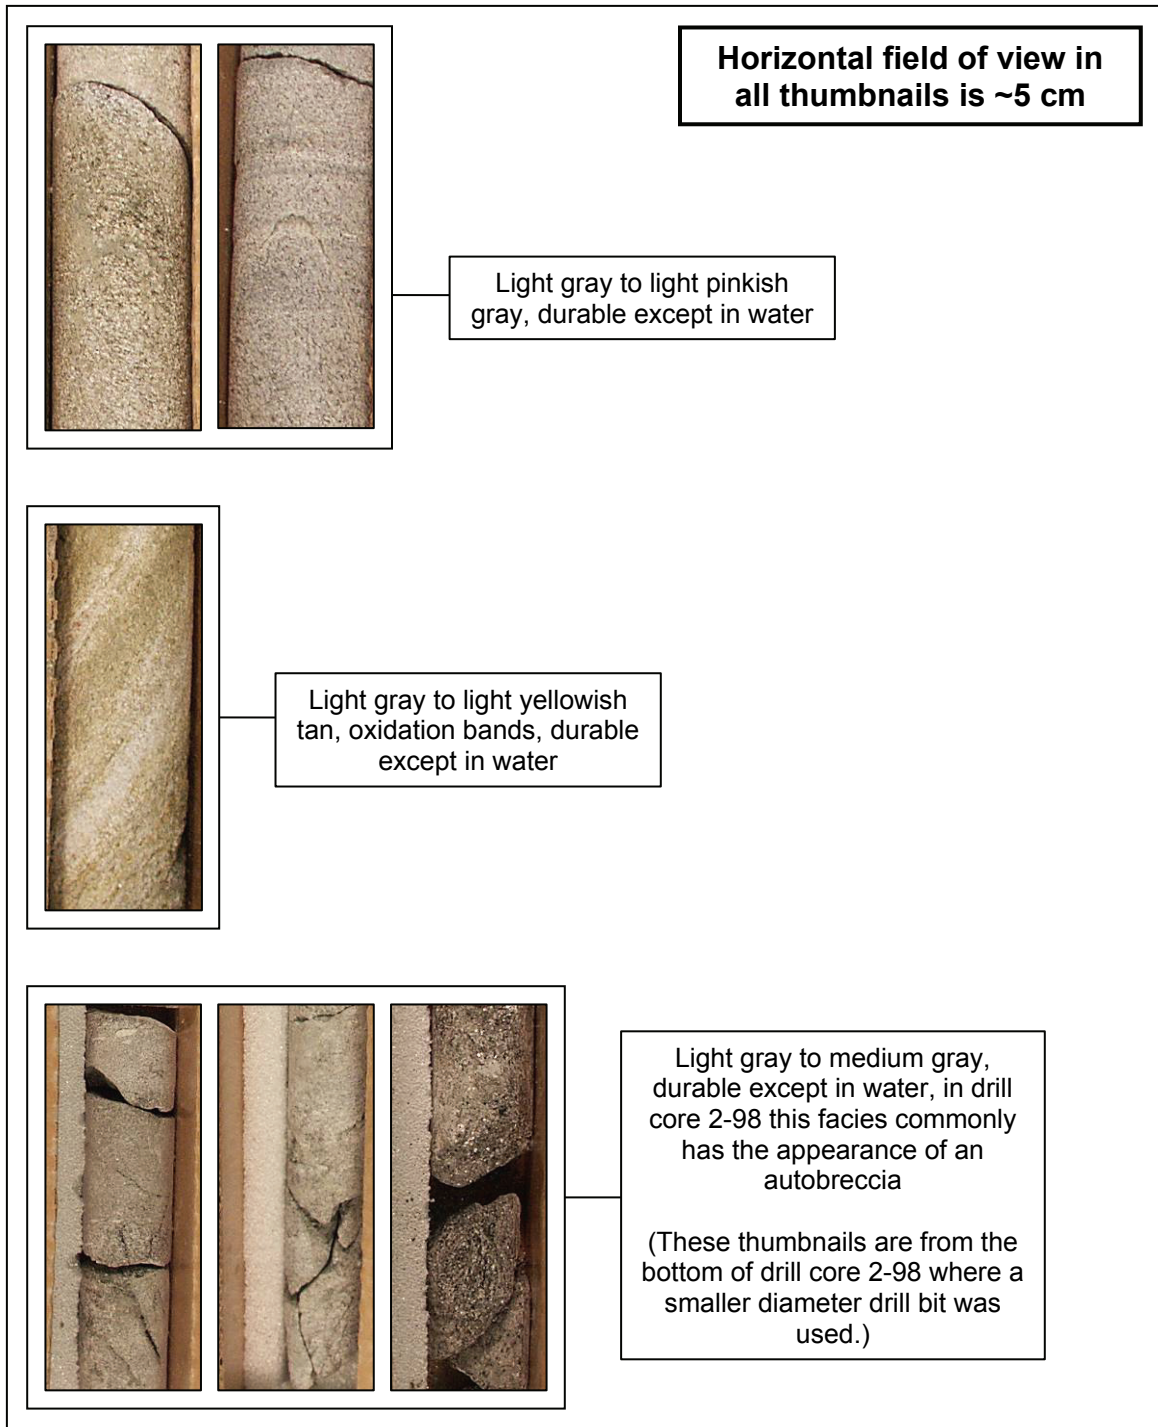 Horizontal field of view in
all thumbnails is ~5 cm
Light gray to light pinkish
gray, durable except in water
Light gray to light yellowish
tan, oxidation bands, durable
except in water
Light gray to medium gray,
durable except in water, in drill
core 2-98 this facies commonly
has the appearance of an
autobreccia
(These thumbnails are from the
bottom of drill core 2-98 where a
smaller diameter drill bit was
used.)